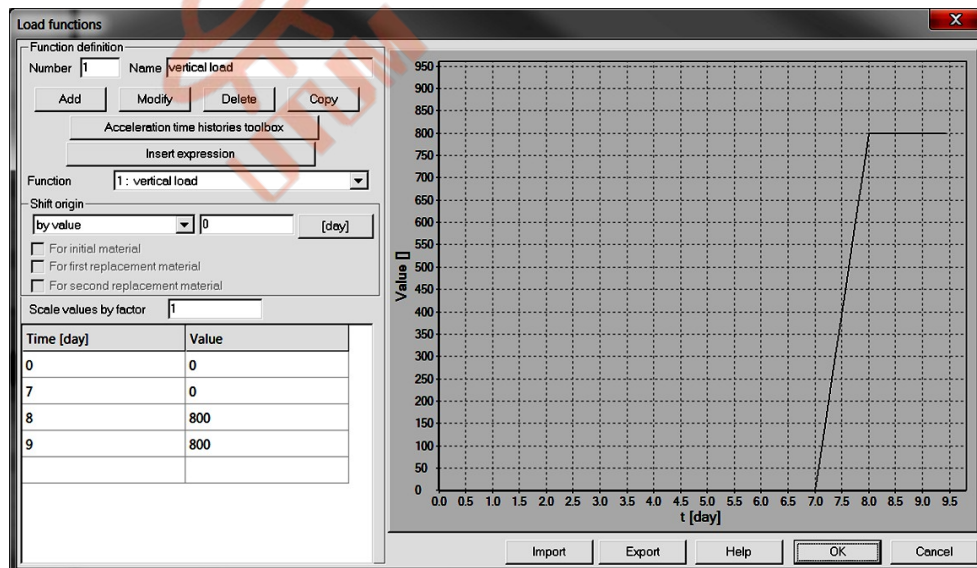 Load functions
Function definition
Number 1 Name vertical load
Add Modify Delete Copy
Acceleration time histories toolbox
Insert expression
Function 1 : vertical load
Shift origin
by value 0 [day]
For initial material
For first replacement material
For second replacement material
Scale values by factor 1
Time [day] Value
0 0
7 0
8 800
9 800
950
900
850
800
750
700
650
600
550
500
450
400
350
300
250
200
150
100
50
0
Value []
0.0 0.5 1.0 1.5 2.0 2.5 3.0 3.5 4.0 4.5 5.0 5.5 6.0 6.5 7.0 7.5 8.0 8.5 9.0 9.5
t [day]
Import Export Help OK Cancel
UTUM